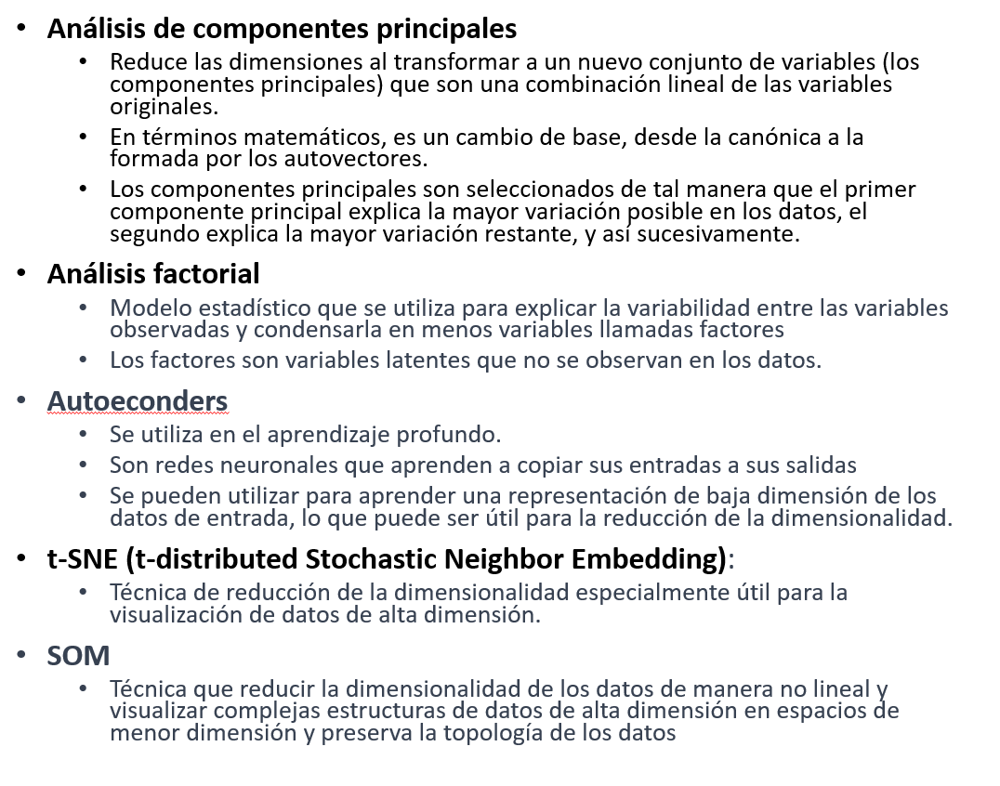 • Análisis de componentes principales
• Reduce las dimensiones al transformar a un nuevo conjunto de variables (los
componentes principales) que son una combinación lineal de las variables
originales.
• En términos matemáticos, es un cambio de base, desde la canónica a la
formada por los autovectores.
• Los componentes principales son seleccionados de tal manera que el primer
componente principal explica la mayor variación posible en los datos, el
segundo explica la mayor variación restante, y así sucesivamente.
• Análisis factorial
• Modelo estadístico que se utiliza para explicar la variabilidad entre las variables
observadas y condensarla en menos variables llamadas factores
• Los factores son variables latentes que no se observan en los datos.
• Autoeconders
• Se utiliza en el aprendizaje profundo.
• Son redes neuronales que aprenden a copiar sus entradas a sus salidas
• Se pueden utilizar para aprender una representación de baja dimensión de los
datos de entrada, lo que puede ser útil para la reducción de la dimensionalidad.
• t-SNE (t-distributed Stochastic Neighbor Embedding):
• Técnica de reducción de la dimensionalidad especialmente útil para la
visualización de datos de alta dimensión.
• SOM
• Técnica que reducir la dimensionalidad de los datos de manera no lineal y
visualizar complejas estructuras de datos de alta dimensión en espacios de
menor dimensión y preserva la topología de los datos